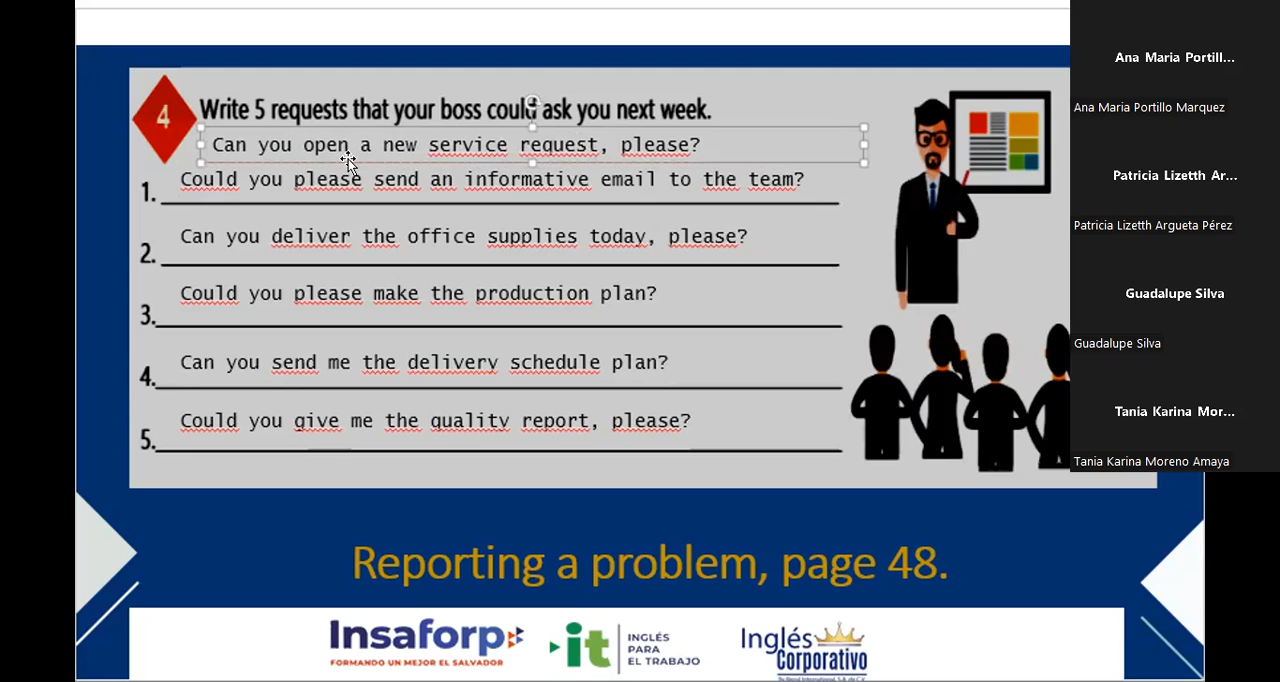 4
Write 5 requests that your boss could ask you next week.
Can you open a new service request, please?
1. Could you please send an informative email to the team?
2. Can you deliver the office supplies today, please?
3. Could you please make the production plan?
4. Can you send me the delivery schedule plan?
5. Could you give me the quality report, please?
Reporting a problem, page 48.
Insaforp
FORMANDO UN MEJOR EL SALVADOR
it
INGLÉS
PARA
EL TRABAJO
Inglés
Corporativo
Ana Maria Portill...
Ana Maria Portillo Marquez
Patricia Lizett Ar...
Patricia Lizett Argueta Pérez
Guadalupe Silva
Guadalupe Silva
Tania Karina Mor...
Tania Karina Moreno Amaya